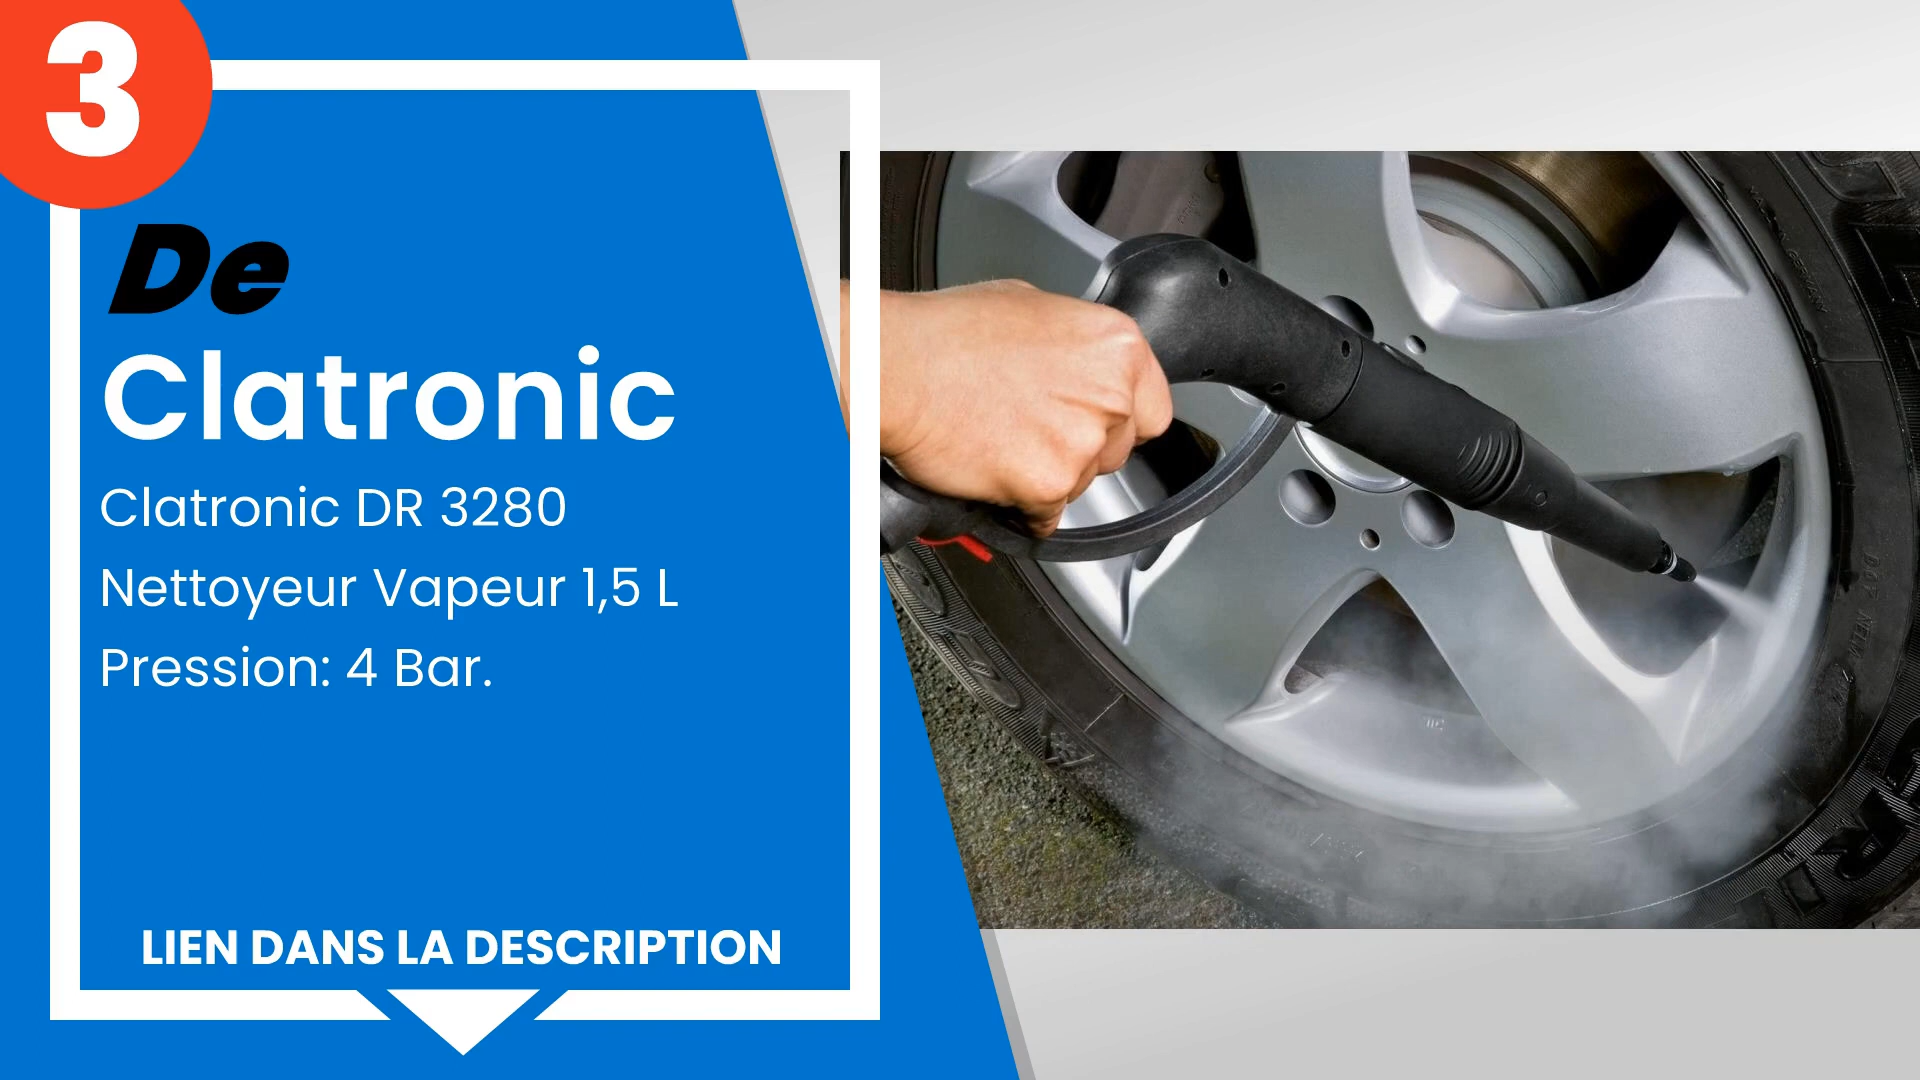 3
De
Clatronic
Clatronic DR 3280
Nettoyeur Vapeur 1,5 L
Pression: 4 Bar.
LIEN DANS LA DESCRIPTION